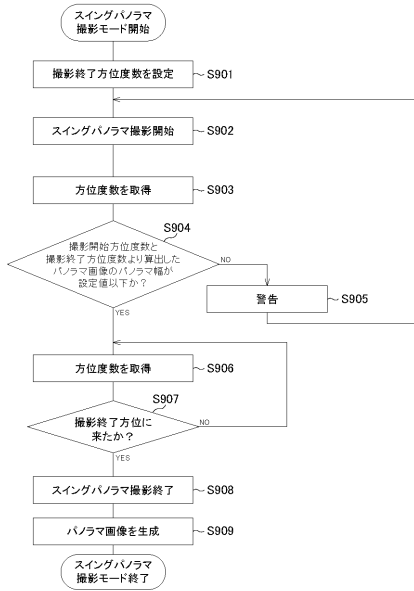 スイングパノラマ
撮影モード開始
撮影終了方位度数を設定
S901
スイングパノラマ撮影開始
S902
方位度数を取得
S903
S904
撮影開始方位度数と
撮影終了方位度数より算出した
パノラマ画像のパノラマ幅が
設定値以下か？
NO
YES
警告
S905
方位度数を取得
S906
S907
撮影終了方位に
来たか？
NO
YES
スイングパノラマ撮影終了
S908
パノラマ画像を生成
S909
スイングパノラマ
撮影モード終了